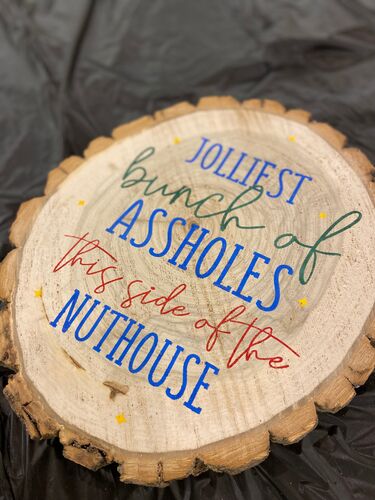 JOLLIEST
bunch of
ASSHOLES
this side of the
NUTHOUSE